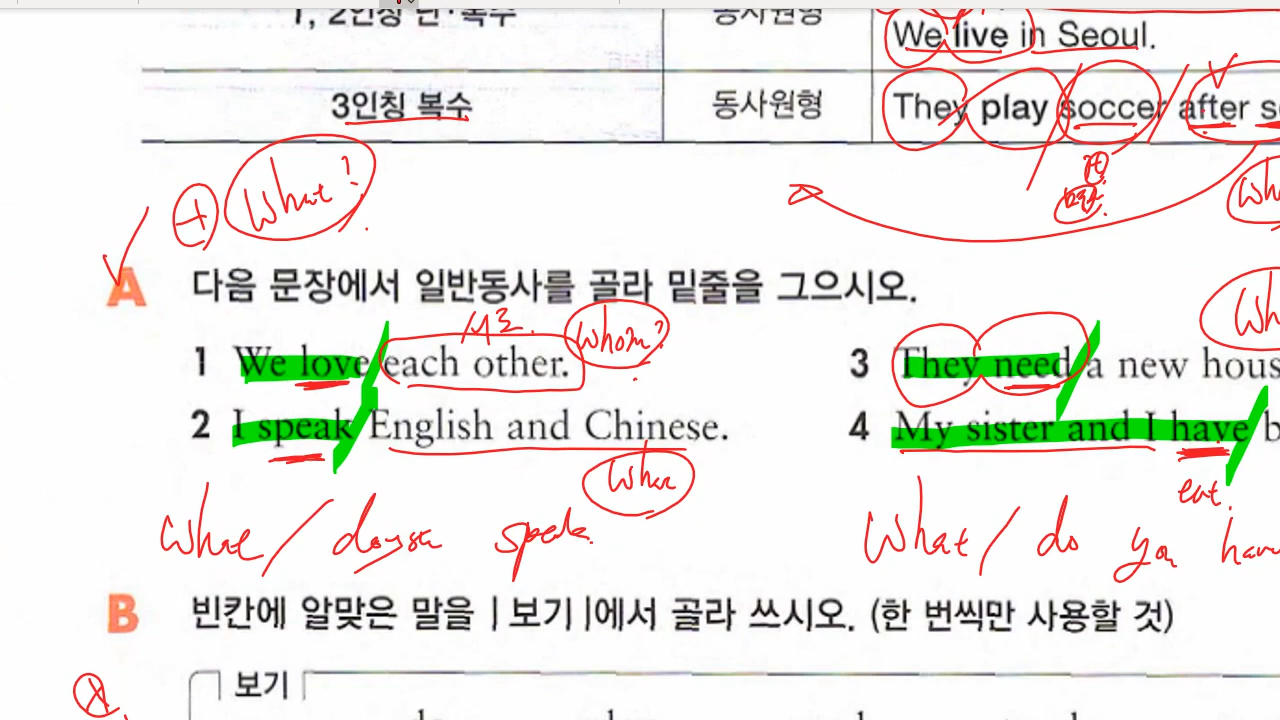 1, 2인칭 단·복수 동사원형
We live in Seoul.
3인칭 복수 동사원형 They play soccer after
it
What?
A 다음 문장에서 일반동사를 골라 밑줄을 그으시오.
서로. Whom?
1 We love each other. 3 They need a new
2 I speak English and Chinese. 4 My sister and I have
What
eat.
What / do you speak What / do you have
B 빈칸에 알맞은 말을 | 보기 |에서 골라 쓰시오. (한 번씩만 사용할 것)
보기